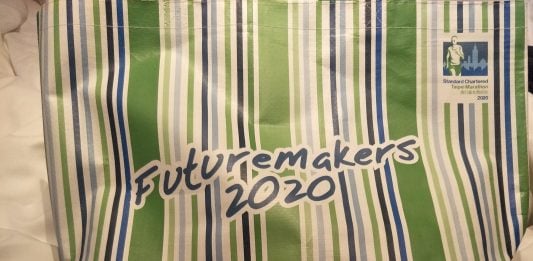 Futuremakers
2020
Standard Chartered
Taipei Marathon
2020